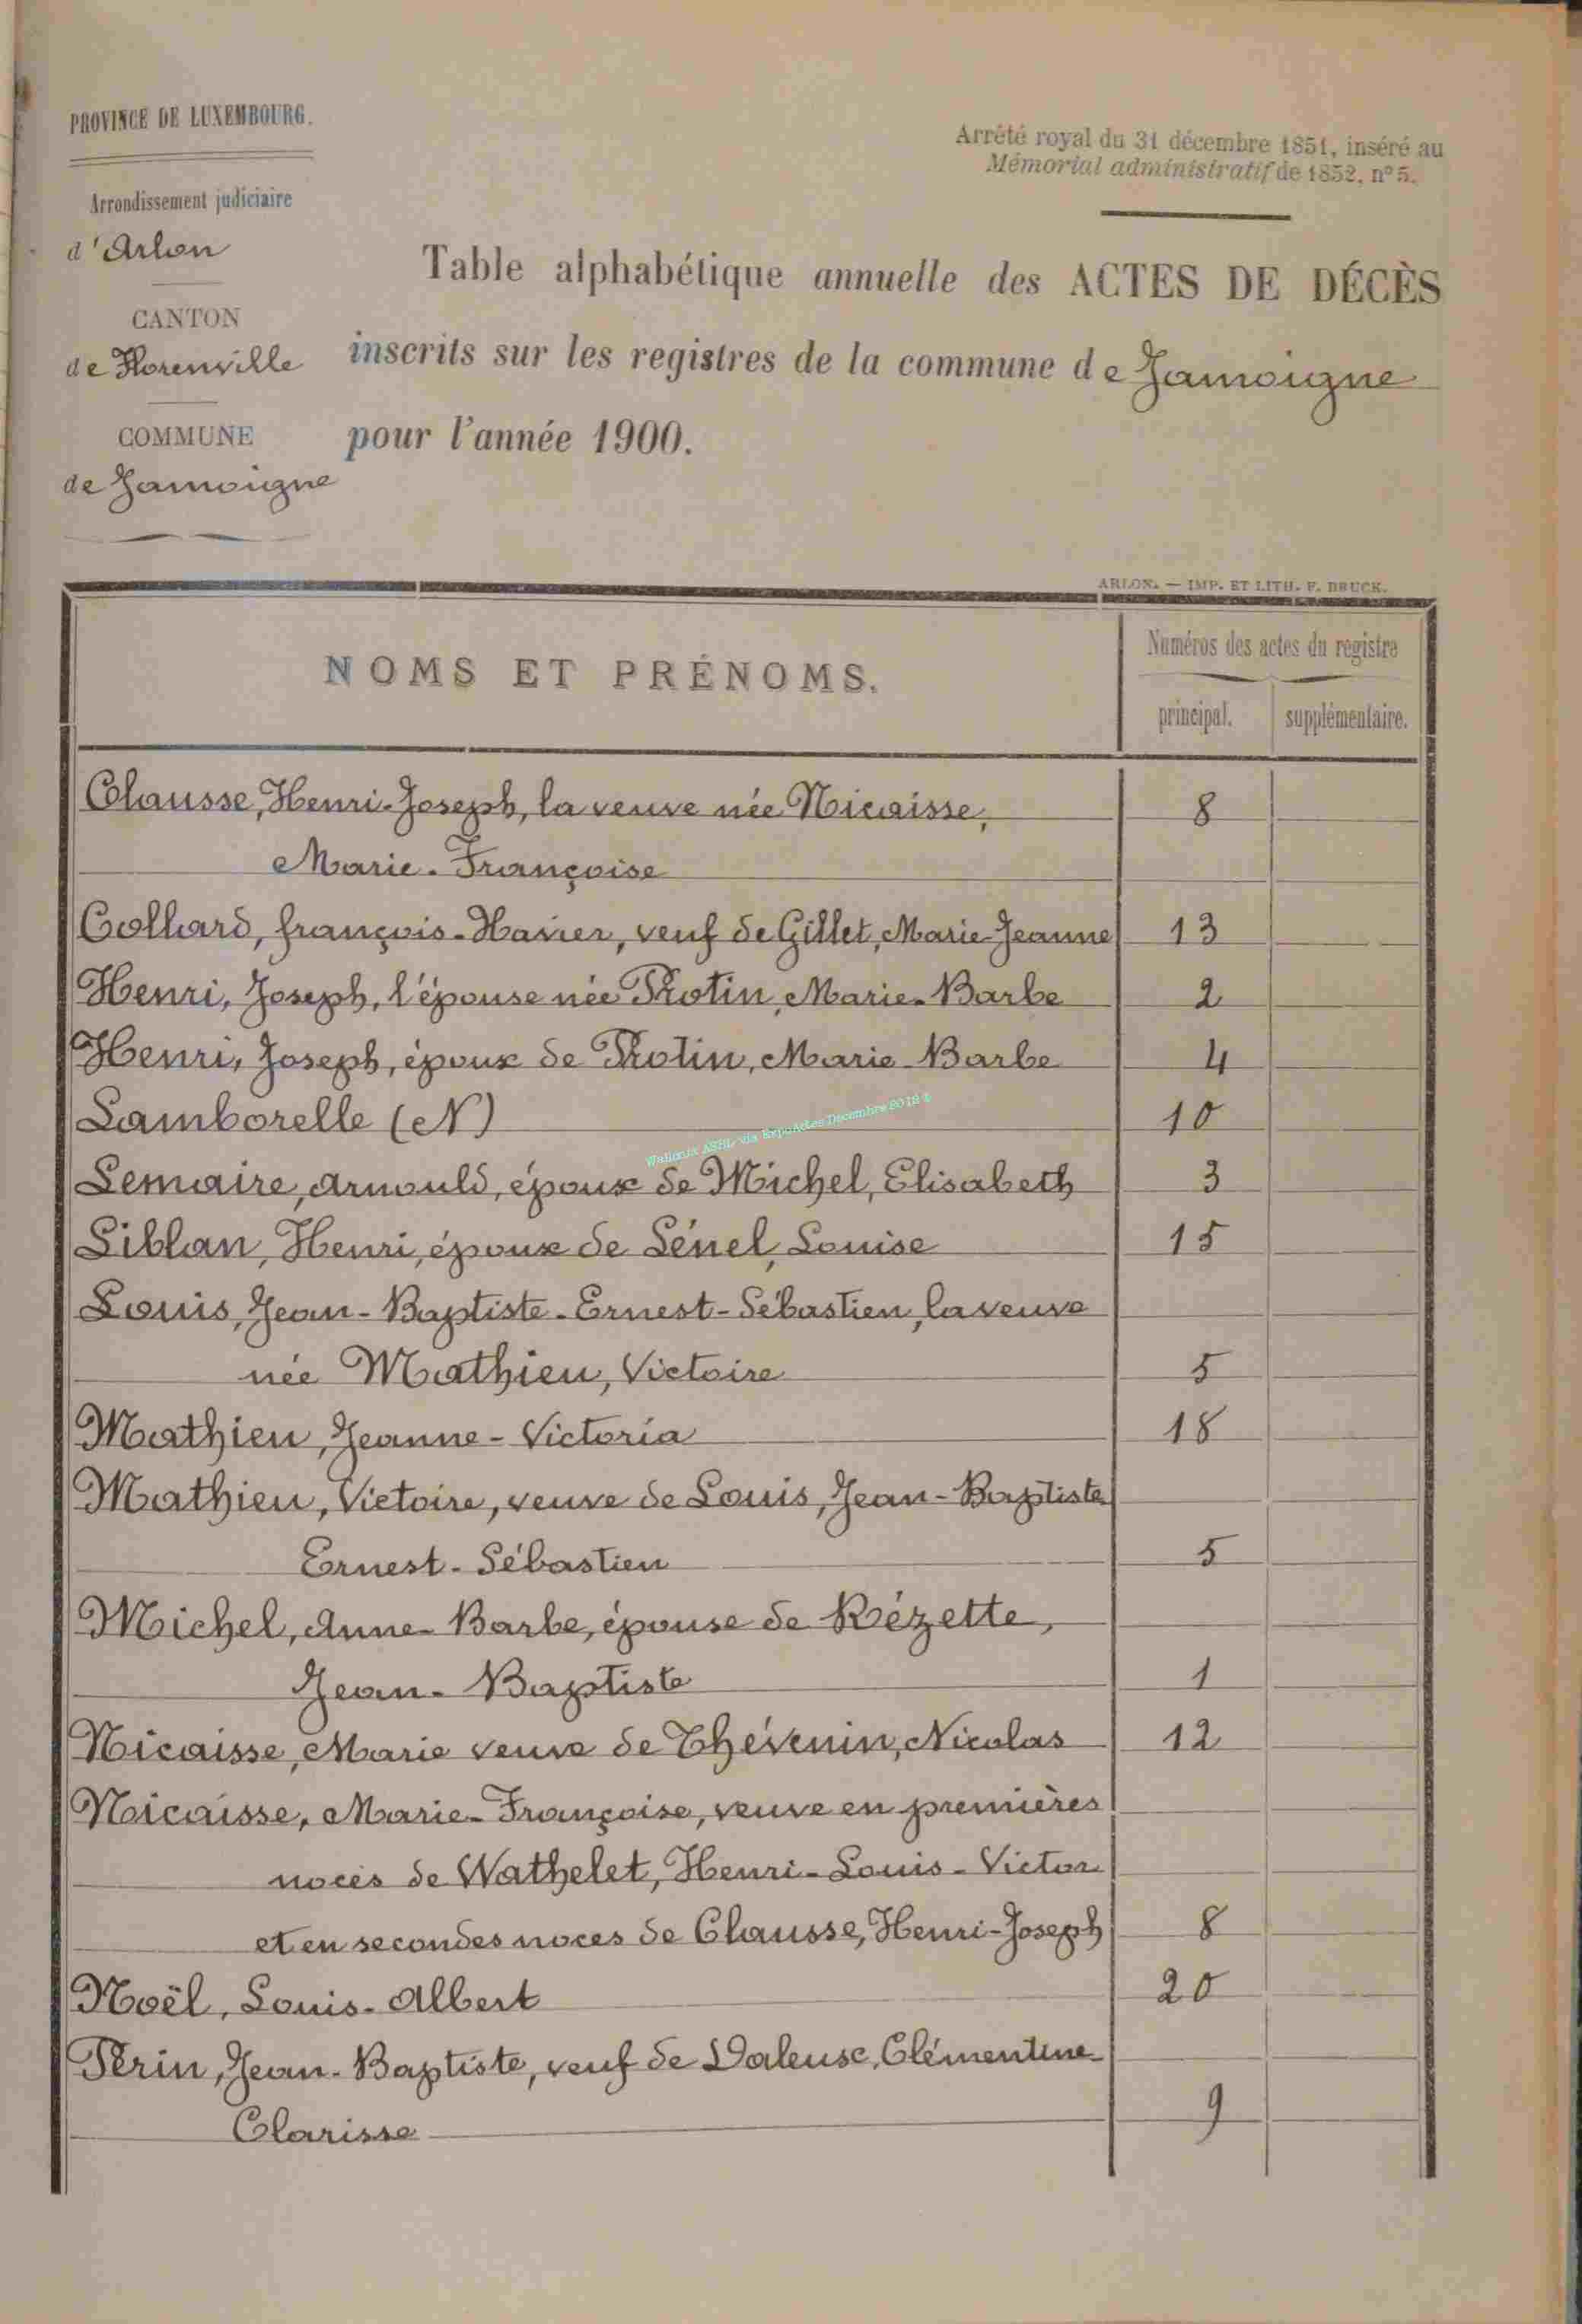 PROVINCE DE LUXEMBOURG.
Arrondissement judiciaire
d'Arlon
CANTON
de Florenville
COMMUNE
de Jamoigne
Arrêté royal du 31 décembre 1851, inséré au
Mémorial administratif de 1852, n° 5.
Table alphabétique annuelle des ACTES DE DÉCÈS
inscrits sur les registres de la commune de Jamoigne
pour l'année 1900.
ARLON. — IMP. ET LITH. F. BRUCK.
NOMS ET PRÉNOMS.
Numéros des actes du registre
principal. supplémentaire.
Clausse, Henri-Joseph, la veuve née Nicaisse, 8
Marie-Françoise
Collard, françois-Xavier, veuf de Gillet, Marie-Jeanne 13
Henri, Joseph, l'épouse née Protin, Marie-Barbe 2
Henri, Joseph, époux de Protin, Marie-Barbe 4
Lamborelle (N) 10
Wallonia ASBL via ExpoActes Decembre 2012 ©
Lemaire, Arnould, époux de Michel, Elisabeth 3
Liblan, Henri, époux de Lénel, Louise 15
Louis, Jean-Baptiste-Ernest-Sébastien, la veuve
née Mathieu, Victoire 5
Mathieu, Jeanne-Victoria 18
Mathieu, Victoire, veuve de Louis, Jean-Baptiste
Ernest-Sébastien 5
Michel, Anne-Barbe, épouse de Rézette,
Jean-Baptiste 1
Nicaisse, Marie veuve de Thévenin, Nicolas 12
Nicaisse, Marie-Françoise, veuve en premières
noces de Wathelet, Henri-Louis-Victor
et en secondes noces de Clausse, Henri-Joseph 8
Noël, Louis-Albert 20
Perin, Jean-Baptiste, veuf de Clémentine
Clarisse 9